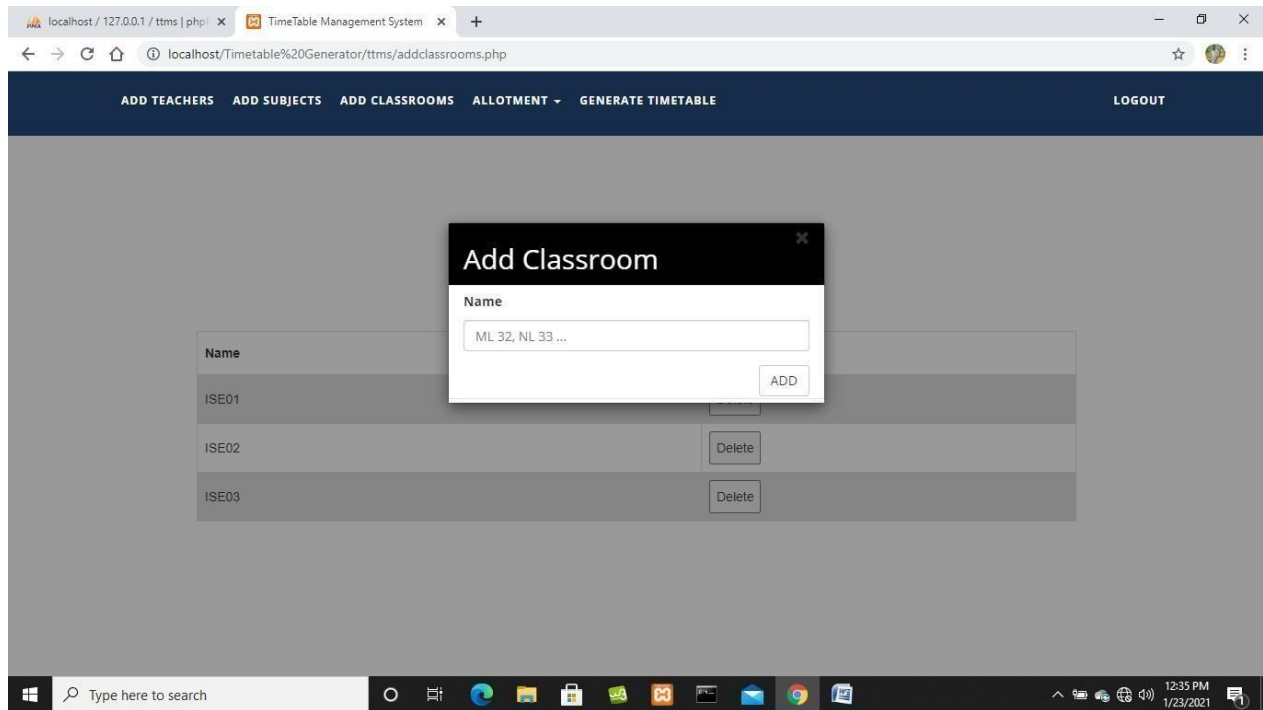 localhost / 127.0.0.1 / ttms | php
TimeTable Management System
localhost/Timetable%20Generator/ttms/addclassrooms.php
ADD TEACHERS ADD SUBJECTS ADD CLASSROOMS ALLOTMENT GENERATE TIMETABLE LOGOUT
Add Classroom
Name
ML 32, NL 33 ...
ADD
Name
ISE01 Delete
ISE02 Delete
ISE03 Delete
Type here to search
12:35 PM
1/23/2021